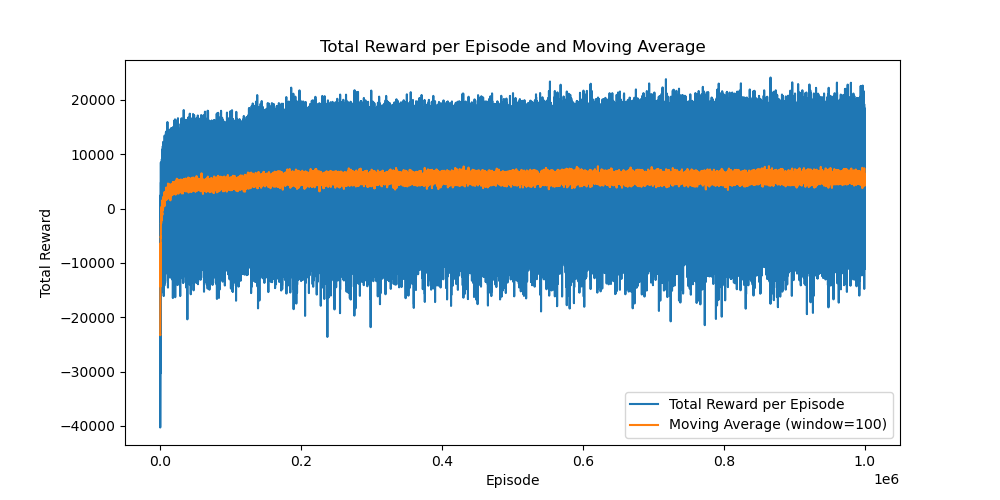 Total Reward per Episode and Moving Average
Total Reward
20000
10000
0
−10000
−20000
−30000
−40000
Total Reward per Episode
Moving Average (window=100)
0.0 0.2 0.4 0.6 0.8 1.0
1e6
Episode